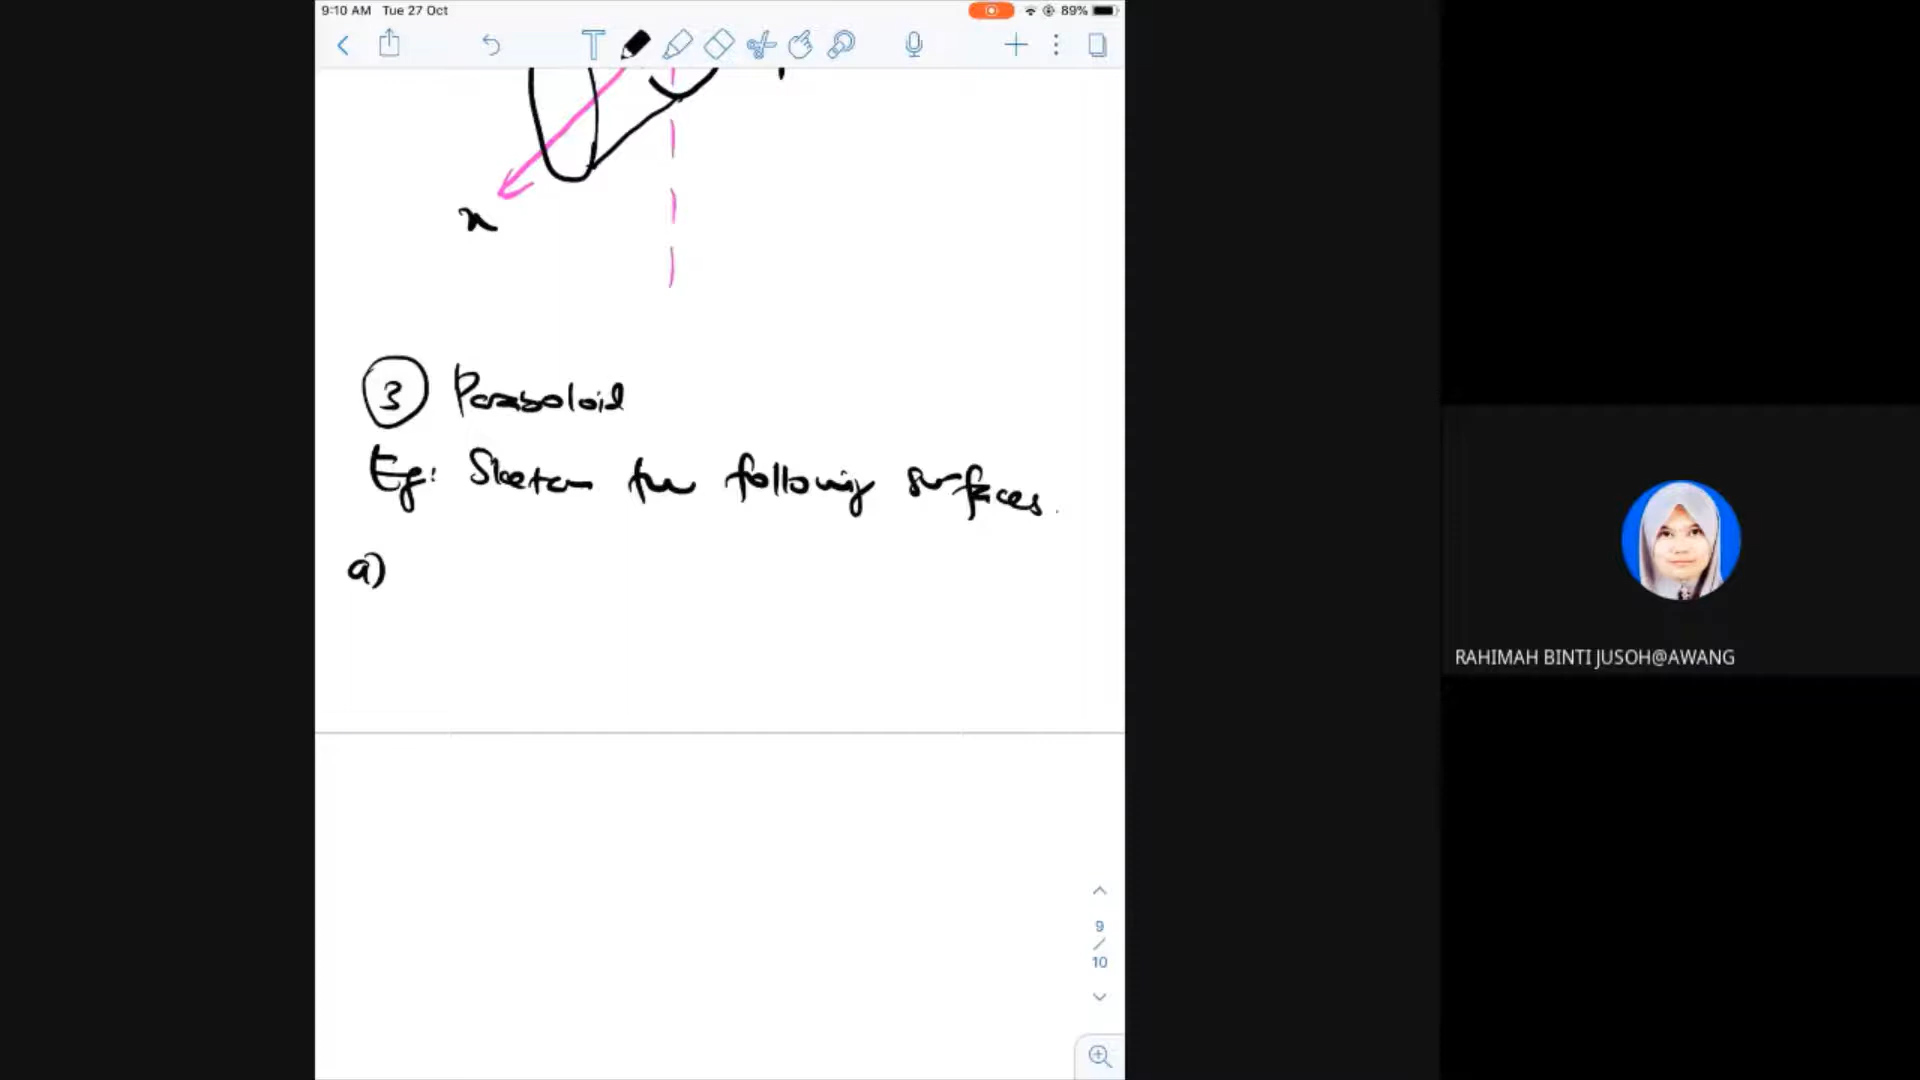 9:10 AM Tue 27 Oct
89%
T
x
3 Paraboloid
Eg: Sketch the following surfaces.
a)
RAHIMAH BINTI JUSOH@AWANG
9
/
10